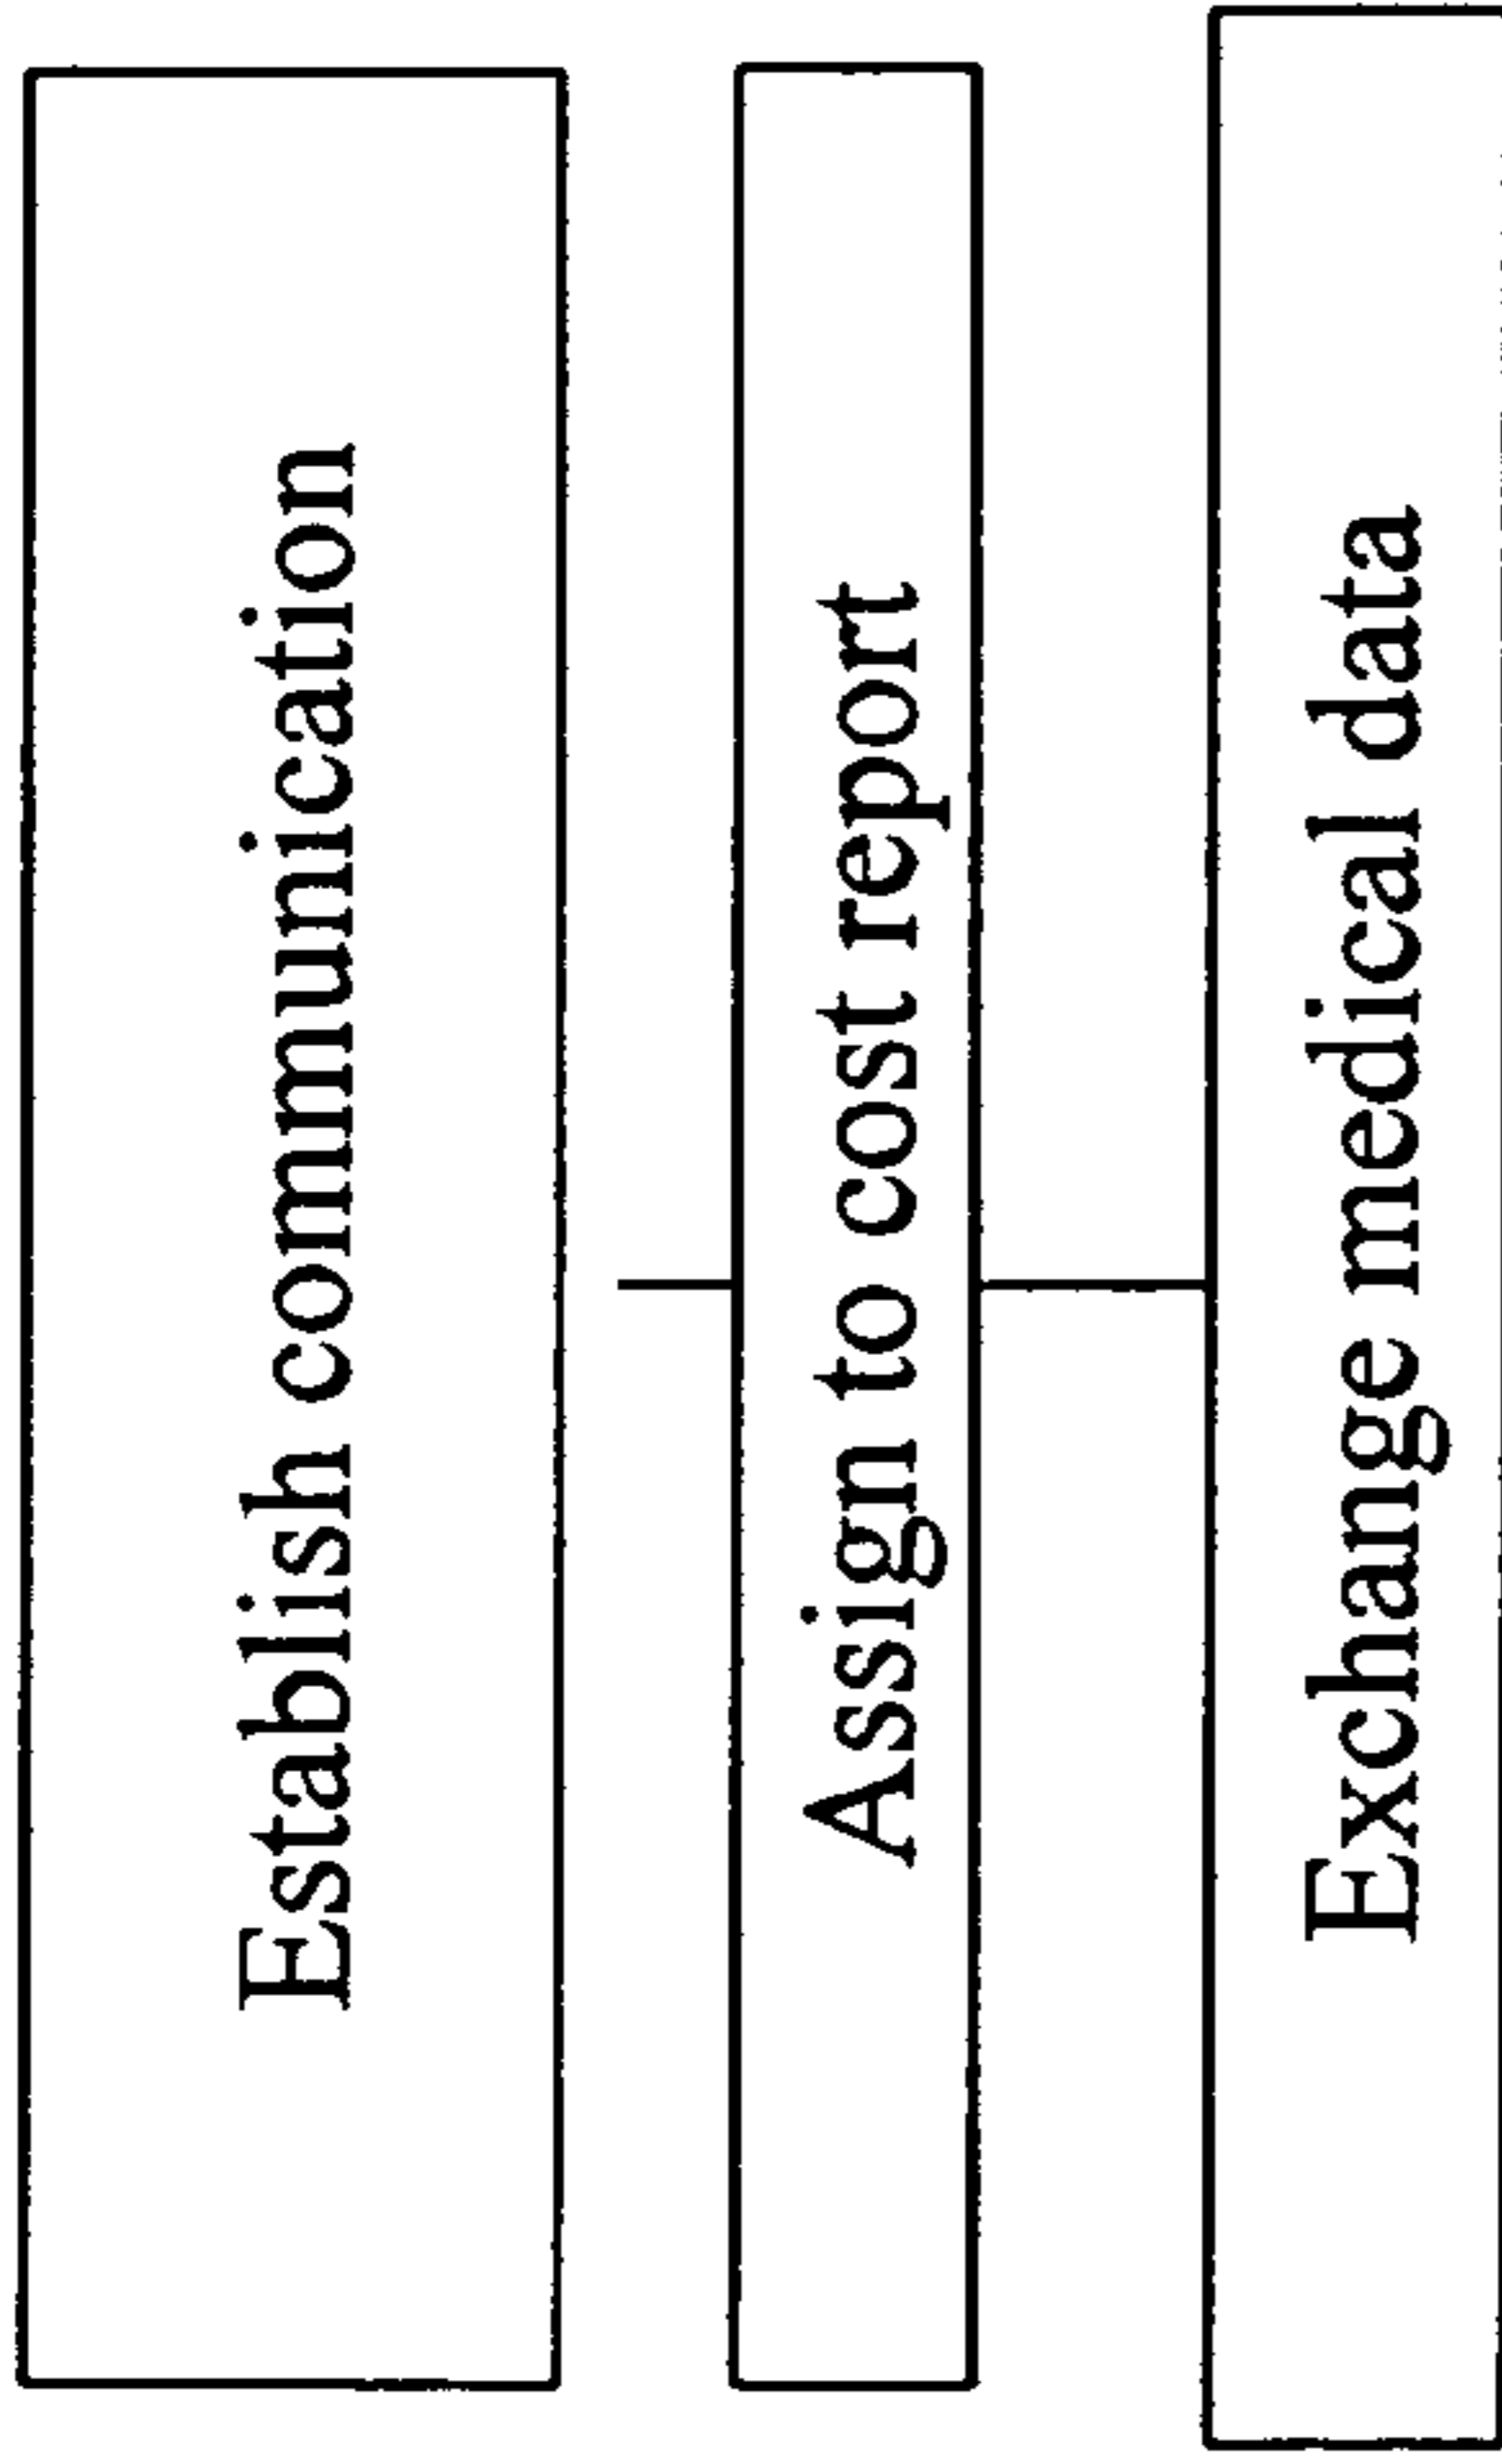 Establish communication
Assign to cost report
Exchange medical data